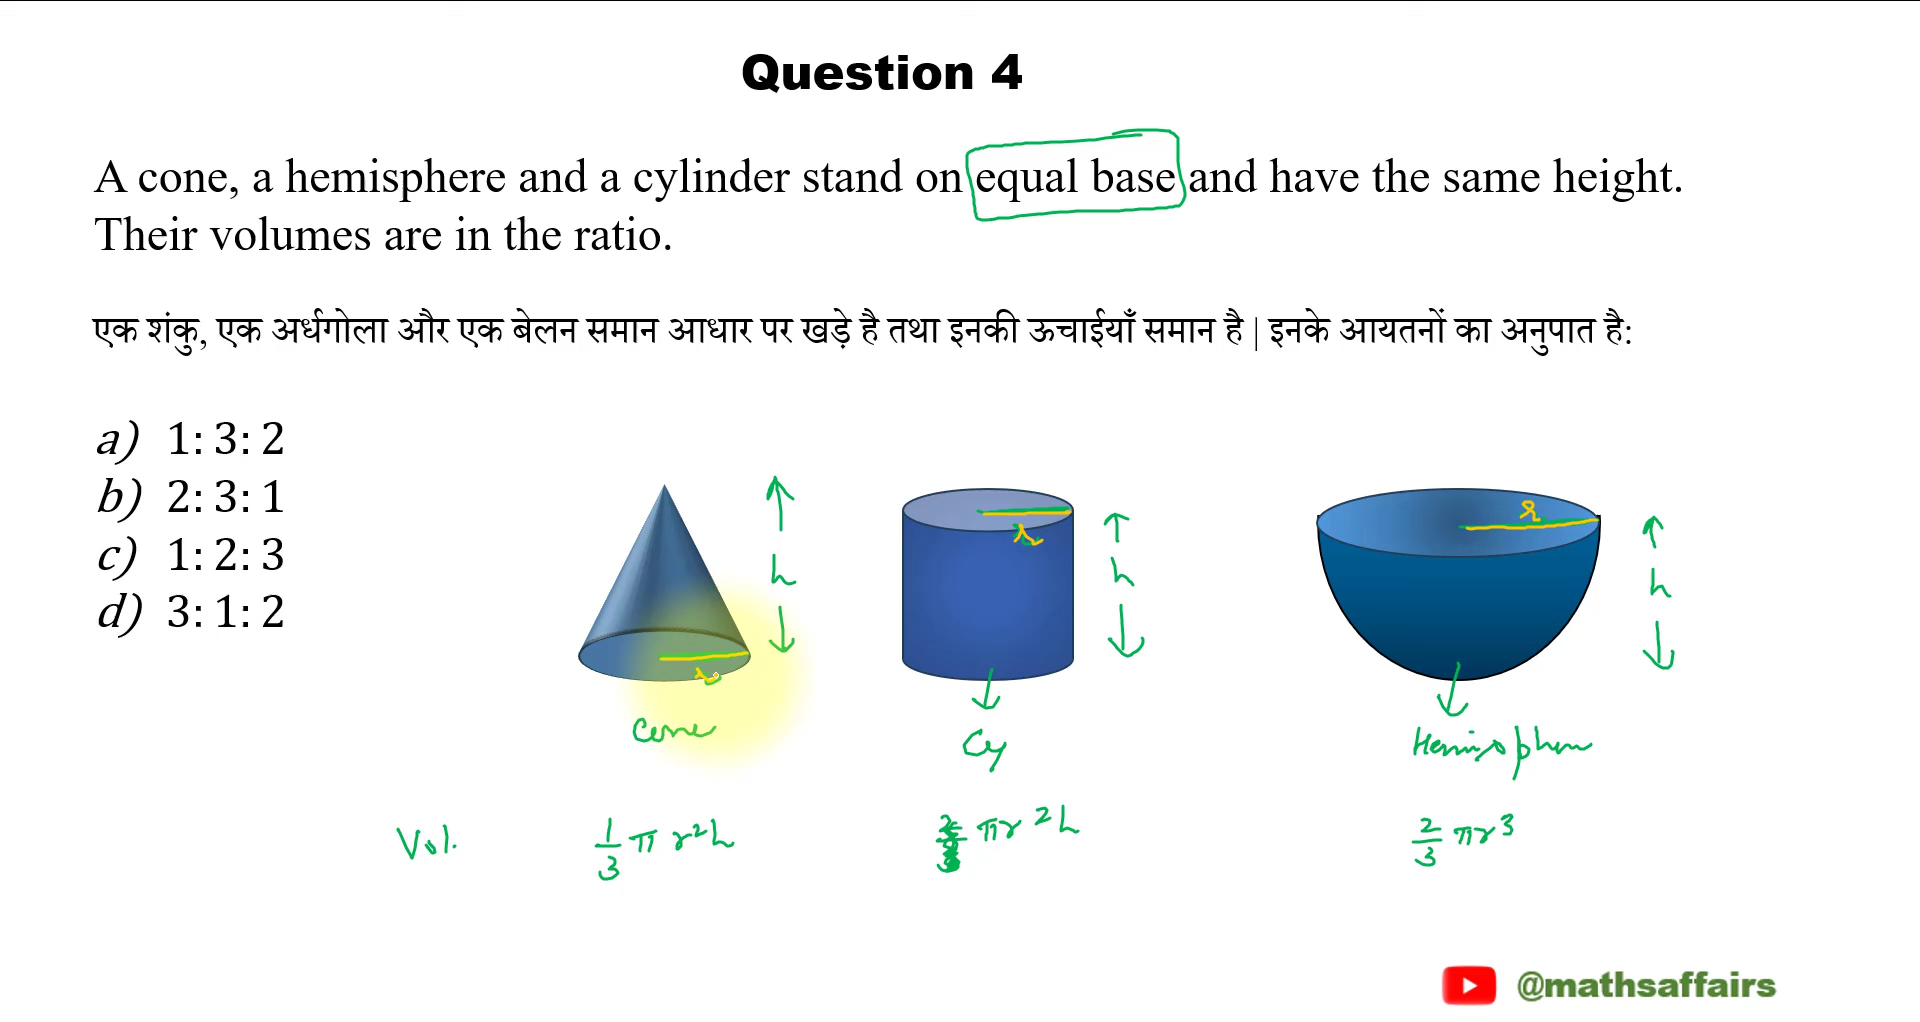 Question 4
A cone, a hemisphere and a cylinder stand on equal base and have the same height.
Their volumes are in the ratio.
एक शंकु, एक अर्धगोला और एक बेलन समान आधार पर खड़े है तथा इनकी ऊचाईयाँ समान है | इनके आयतनों का अनुपात है:
a) 1: 3: 2
b) 2: 3: 1
c) 1: 2: 3
d) 3: 1: 2
h h h
r r r
Cone Cy Hemisphere
Vol. 1/3 πr²h πr²h 2/3 πr³
@mathsaffairs